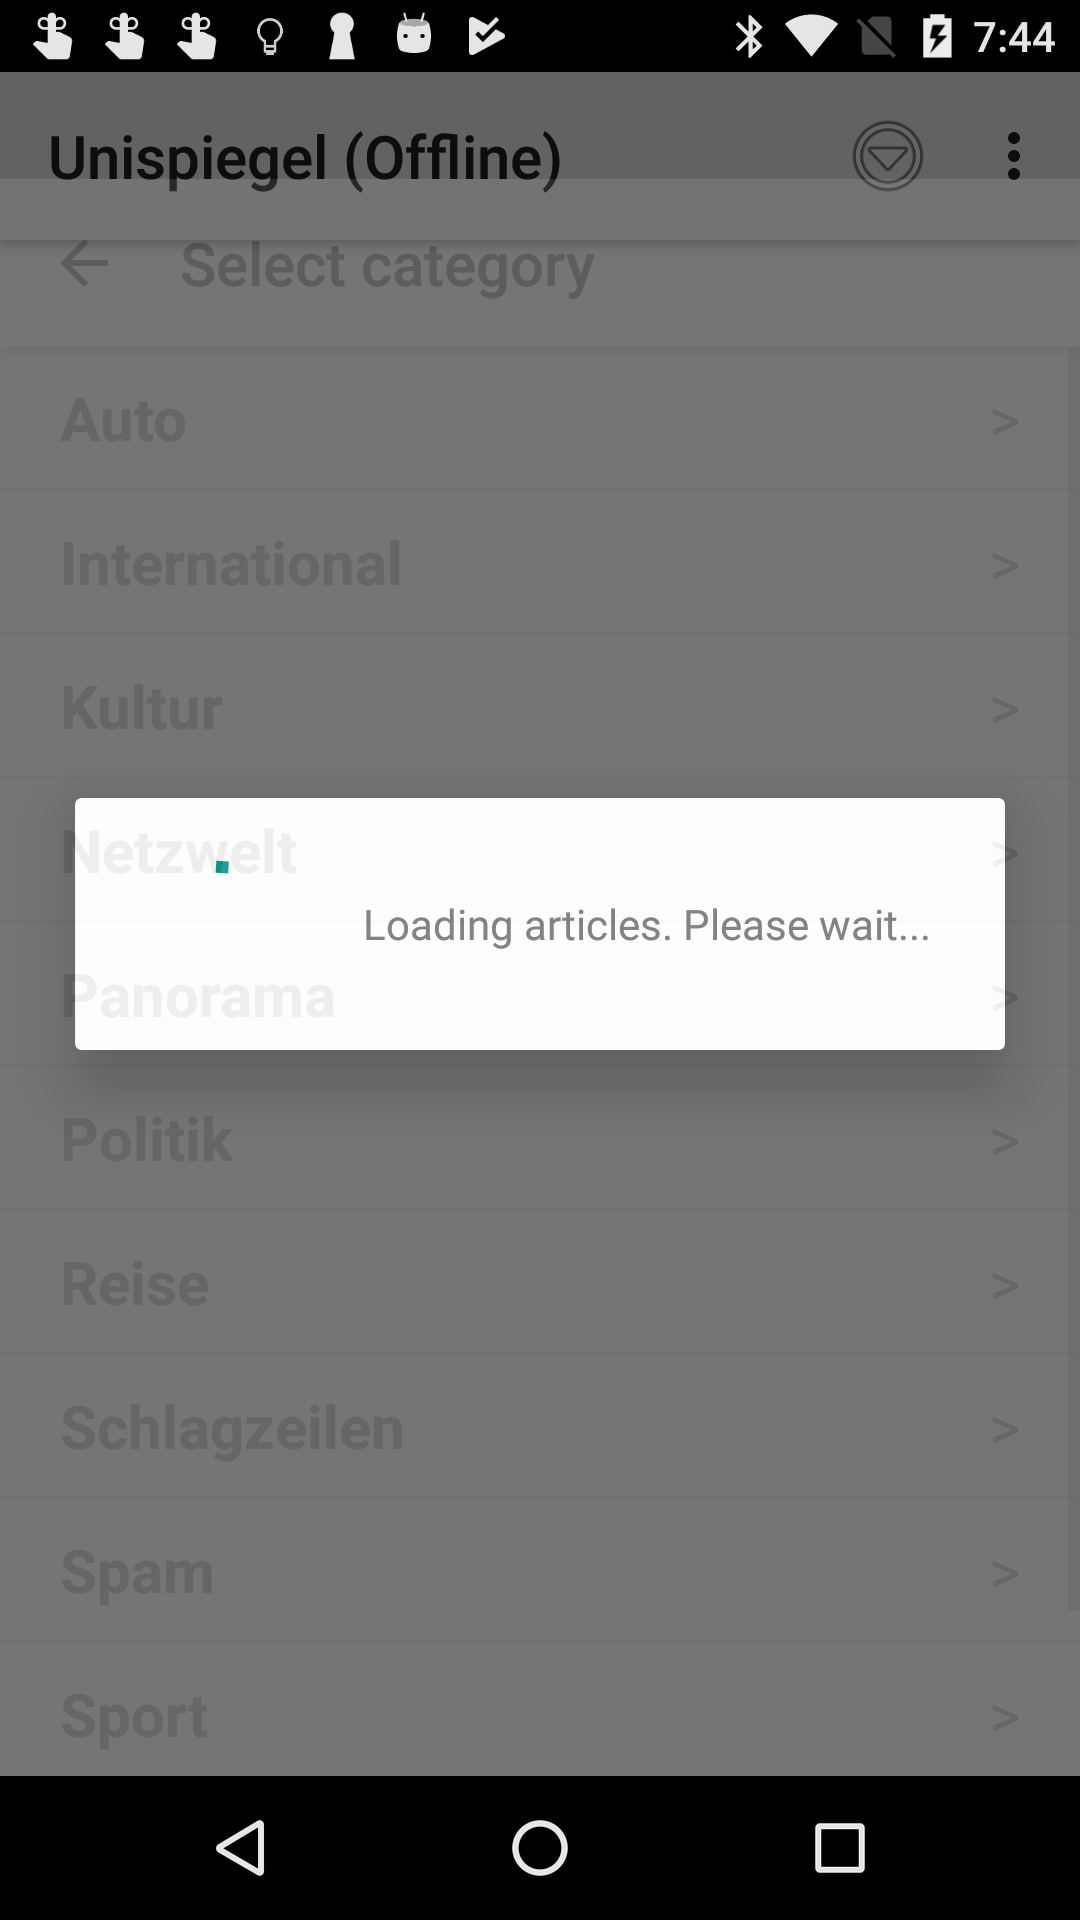 7:44
Unispiegel (Offline)
Select category
Auto >
International >
Kultur >
Netzwelt >
Loading articles. Please wait...
Panorama >
Politik >
Reise >
Schlagzeilen >
Spam >
Sport >